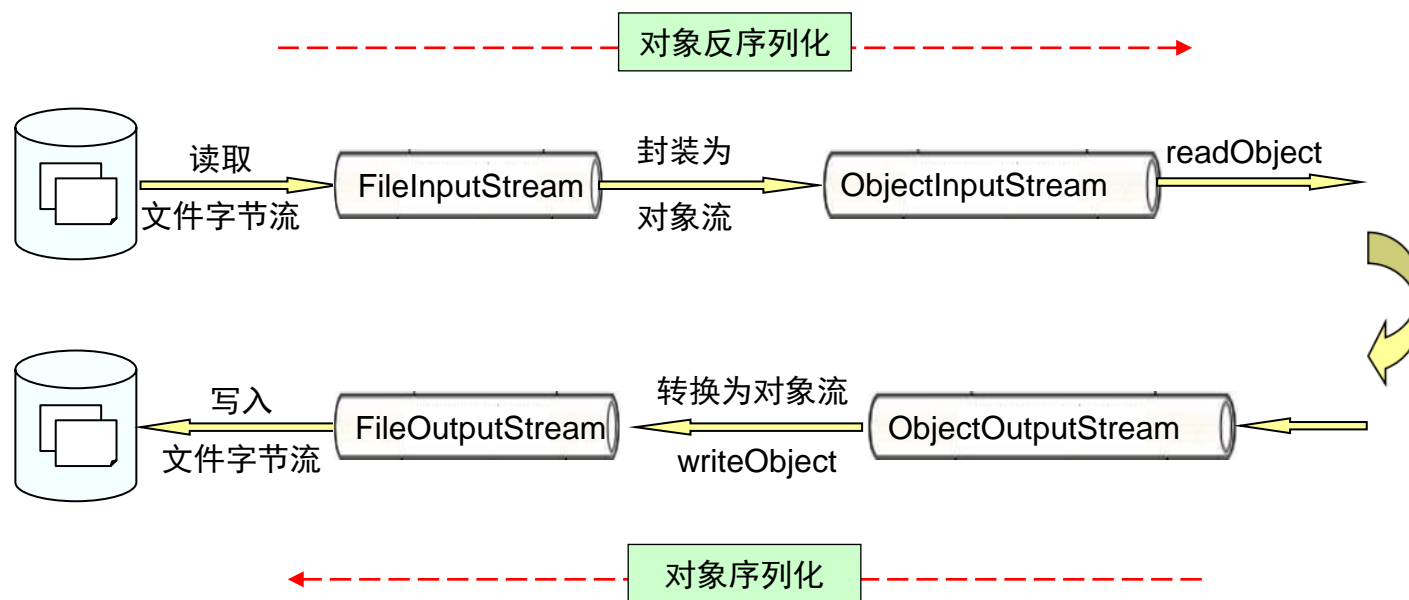 对象反序列化
读取
文件字节流
FileInputStream
封装为
对象流
ObjectInputStream
readObject
写入
文件字节流
FileOutputStream
转换为对象流
writeObject
ObjectOutputStream
对象序列化